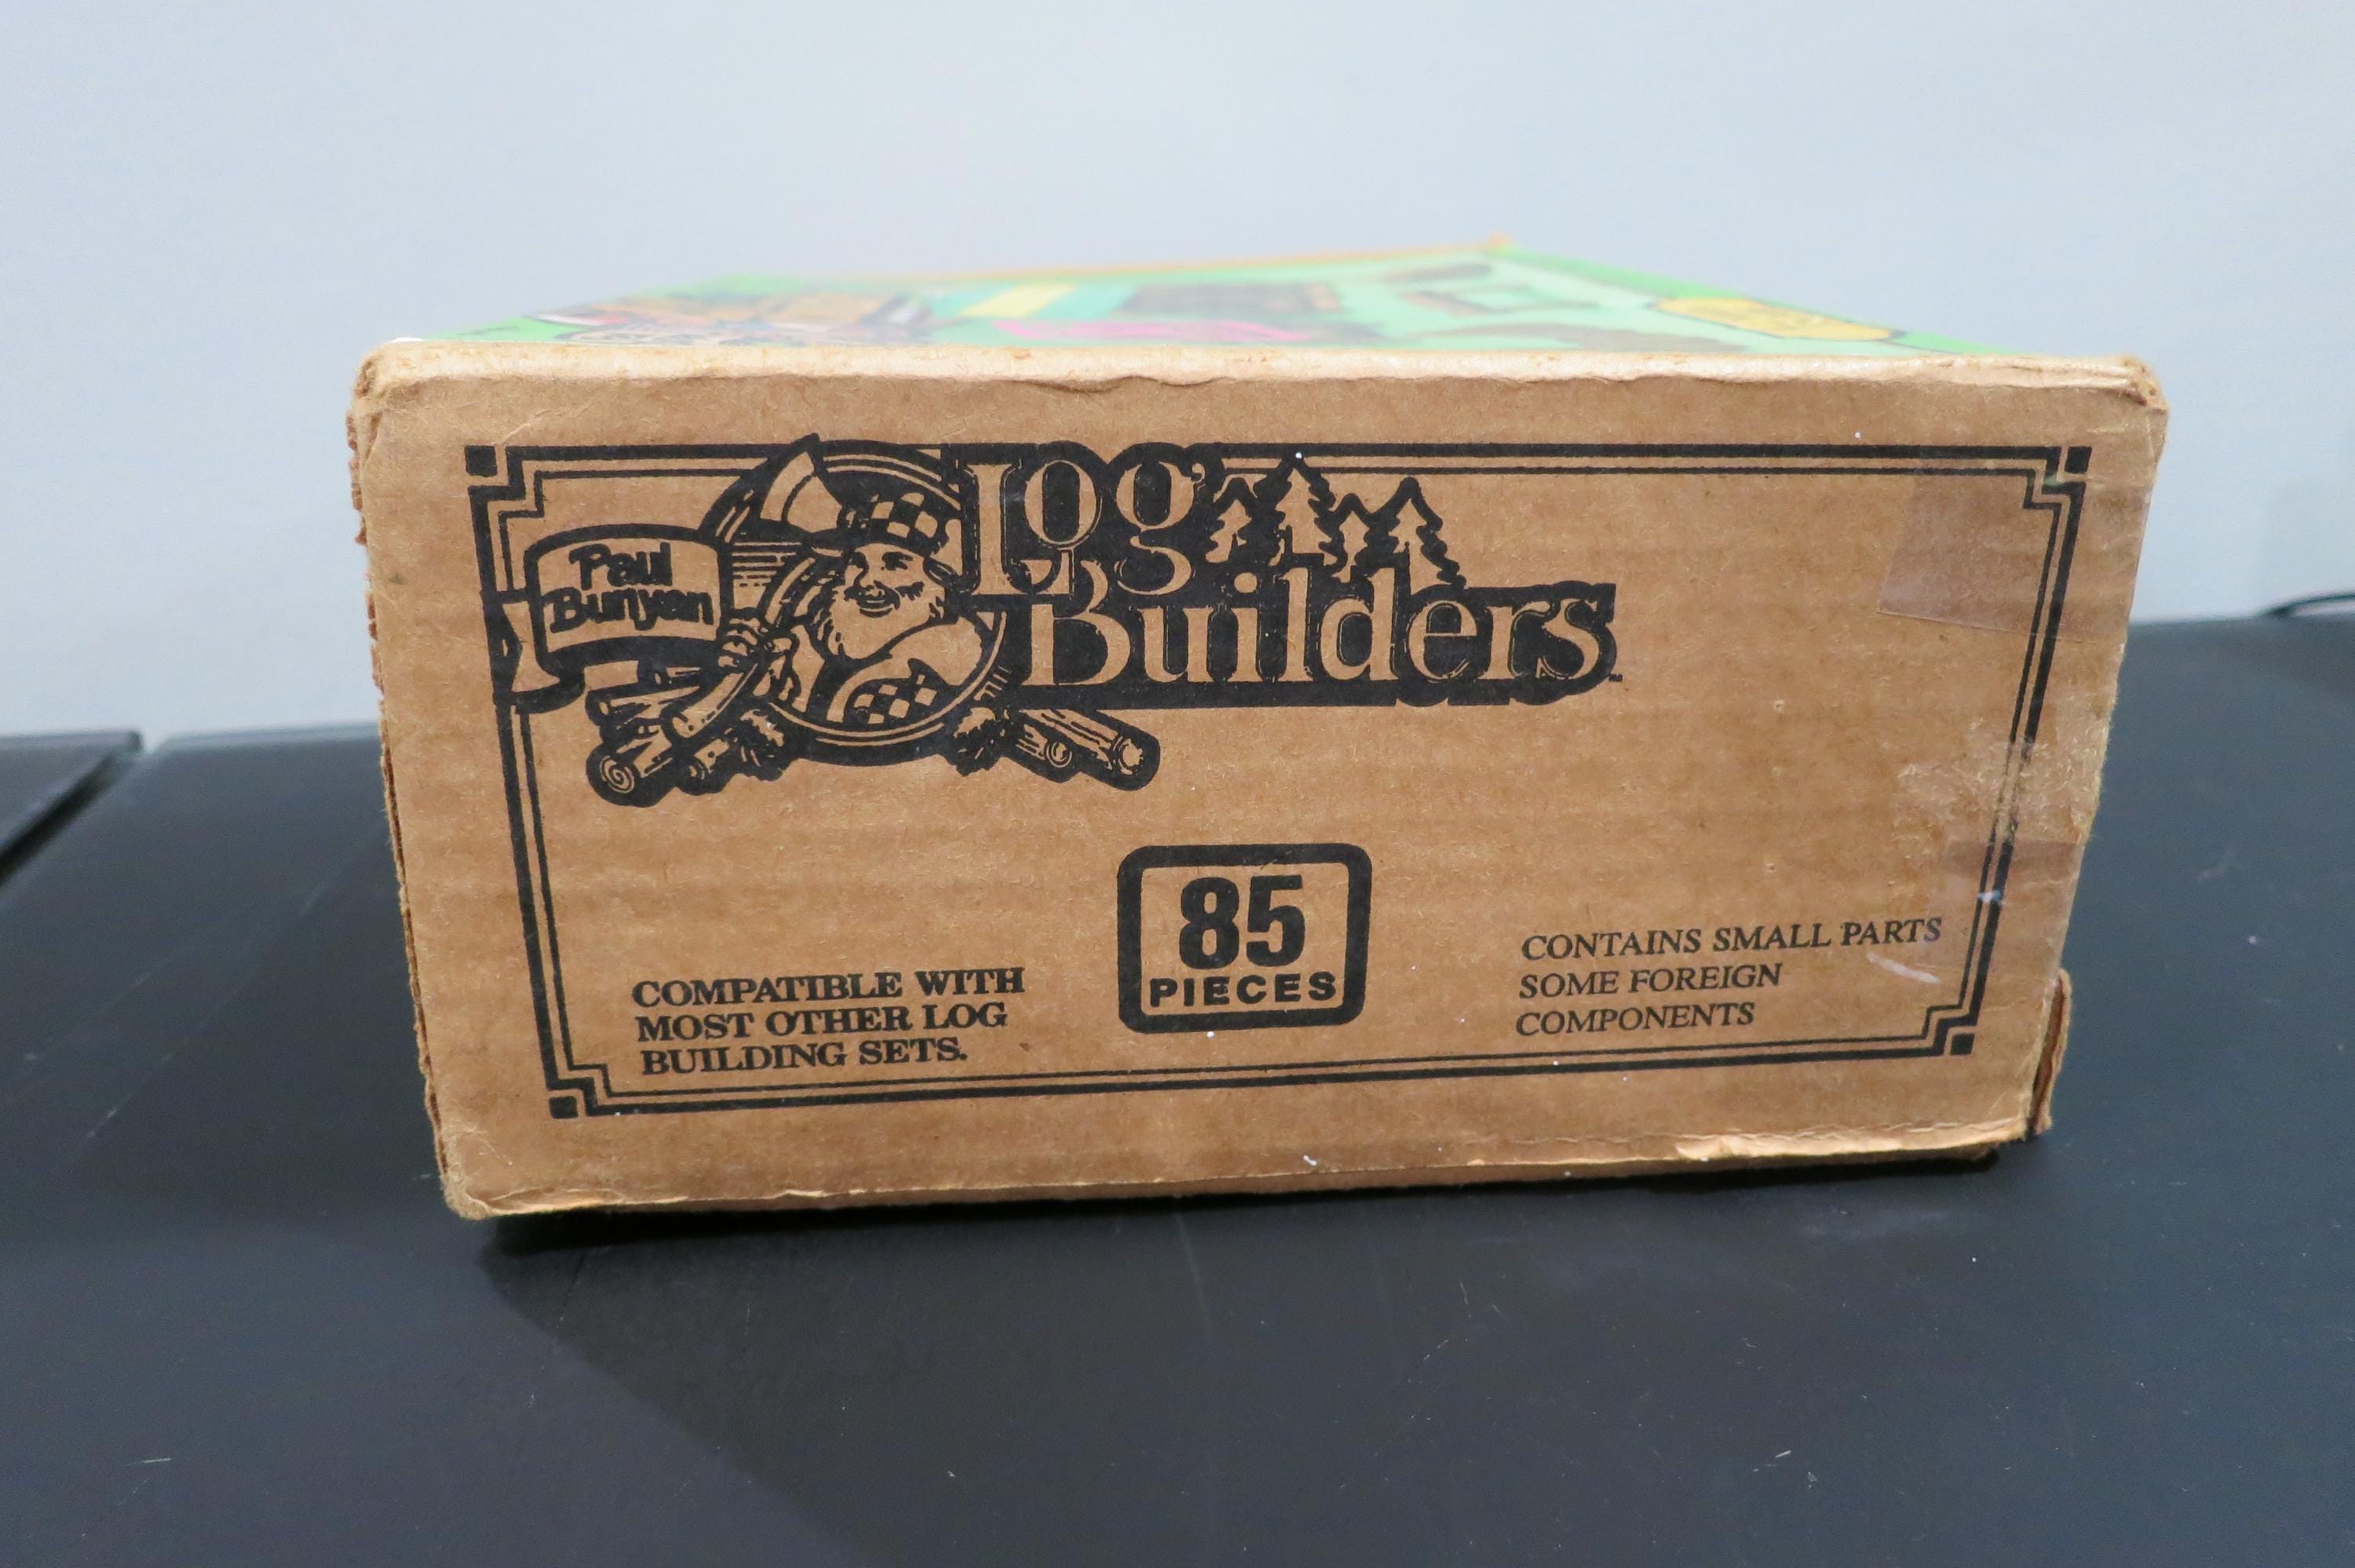 Paul
Bunyan
Log
Builders
TM
85
PIECES
COMPATIBLE WITH
MOST OTHER LOG
BUILDING SETS.
CONTAINS SMALL PARTS
SOME FOREIGN
COMPONENTS